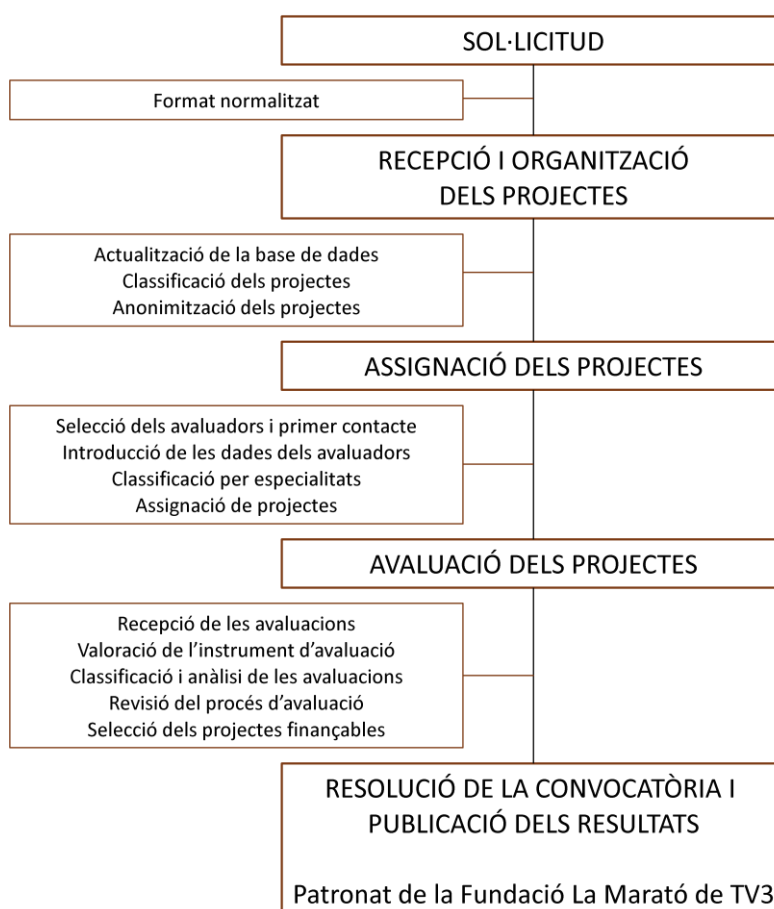 SOL·LICITUD
Format normalitzat
RECEPCIÓ I ORGANITZACIÓ
DELS PROJECTES
Actualització de la base de dades
Classificació dels projectes
Anonimització dels projectes
ASSIGNACIÓ DELS PROJECTES
Selecció dels avaluadors i primer contacte
Introducció de les dades dels avaluadors
Classificació per especialitats
Assignació de projectes
AVALUACIÓ DELS PROJECTES
Recepció de les avaluacions
Valoració de l’instrument d’avaluació
Classificació i anàlisi de les avaluacions
Revisió del procés d’avaluació
Selecció dels projectes finançables
RESOLUCIÓ DE LA CONVOCATÒRIA I
PUBLICACIÓ DELS RESULTATS
Patronat de la Fundació La Marató de TV3